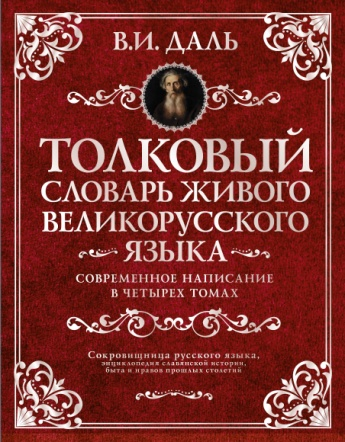 В.И. ДАЛЬ
ТОЛКОВЫЙ
СЛОВАРЬ ЖИВОГО
ВЕЛИКОРУССКОГО
ЯЗЫКА
СОВРЕМЕННОЕ НАПИСАНИЕ
В ЧЕТЫРЕХ ТОМАХ
Сокровищница русского языка,
энциклопедия славянской истории,
быта и нравов прошлых столетий